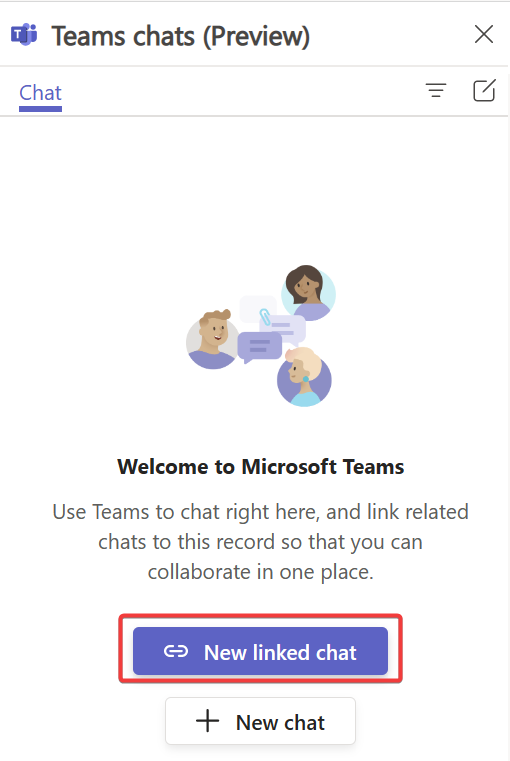 Teams chats (Preview)
Chat
Welcome to Microsoft Teams
Use Teams to chat right here, and link related
chats to this record so that you can
collaborate in one place.
New linked chat
New chat